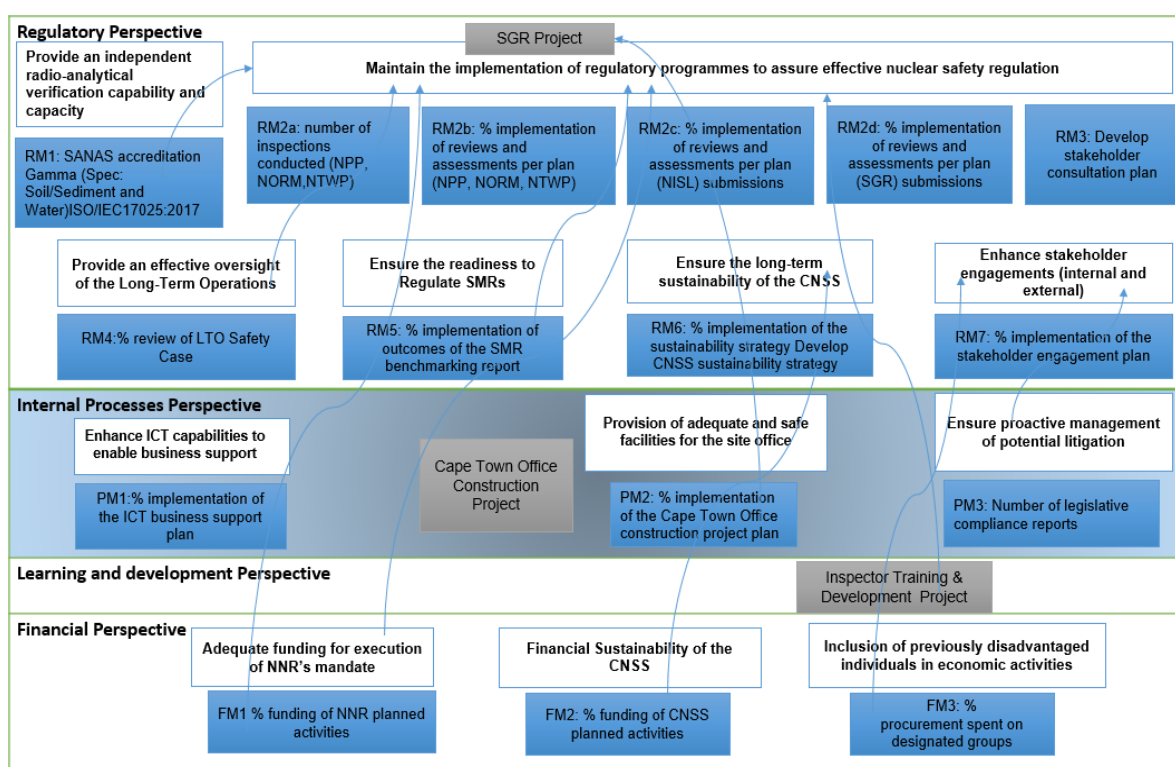 Regulatory Perspective
SGR Project
Provide an independent
radio-analytical
verification capability and
capacity
Maintain the implementation of regulatory programmes to assure effective nuclear safety regulation
RM1: SANAS accreditation
Gamma (Spec:
Soil/Sediment and
Water)ISO/IEC17025:2017
RM2a: number of
inspections
conducted (NPP,
NORM,NTWP)
RM2b: % implementation
of reviews and
assessments per plan
(NPP, NORM, NTWP)
RM2c: % implementation
of reviews and
assessments per plan
(NISL) submissions
RM2d: % implementation
of reviews and
assessments per plan
(SGR) submissions
RM3: Develop
stakeholder
consultation plan
Provide an effective oversight
of the Long-Term Operations
Ensure the readiness to
Regulate SMRs
Ensure the long-term
sustainability of the CNSS
Enhance stakeholder
engagements (internal and
external)
RM4:% review of LTO Safety
Case
RM5: % implementation of
outcomes of the SMR
benchmarking report
RM6: % implementation of the
sustainability strategy Develop
CNSS sustainability strategy
RM7: % implementation of the
stakeholder engagement plan
Internal Processes Perspective
Enhance ICT capabilities to
enable business support
Cape Town Office
Construction
Project
Provision of adequate and safe
facilities for the site office
Ensure proactive management
of potential litigation
PM1:% implementation of
the ICT business support
plan
PM2: % implementation
of the Cape Town Office
construction project plan
PM3: Number of legislative
compliance reports
Learning and development Perspective
Inspector Training &
Development Project
Financial Perspective
Adequate funding for execution
of NNR's mandate
Financial Sustainability of the
CNSS
Inclusion of previously disadvantaged
individuals in economic activities
FM1 % funding of NNR planned
activities
FM2: % funding of CNSS
planned activities
FM3: %
procurement spent on
designated groups